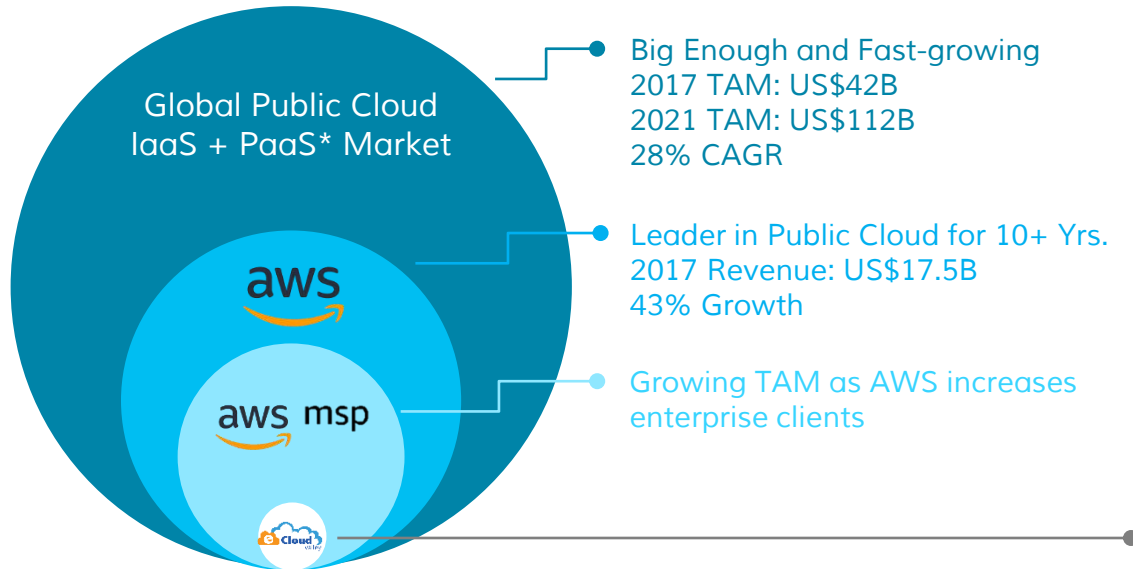 Global Public Cloud
IaaS + PaaS* Market
Big Enough and Fast-growing
2017 TAM: US$42B
2021 TAM: US$112B
28% CAGR
aws
Leader in Public Cloud for 10+ Yrs.
2017 Revenue: US$17.5B
43% Growth
aws msp
Growing TAM as AWS increases
enterprise clients
e Cloud
valley